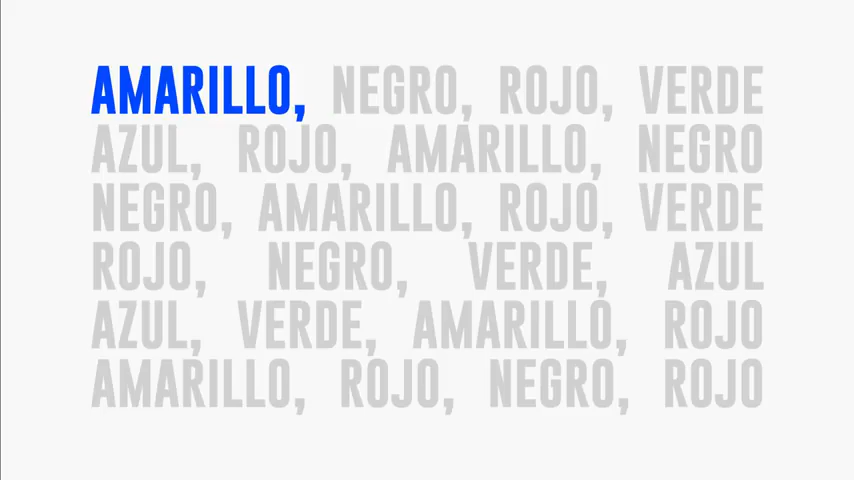 AMARILLO, NEGRO, ROJO, VERDE
AZUL, ROJO, AMARILLO, NEGRO
NEGRO, AMARILLO, ROJO, VERDE
ROJO, NEGRO, VERDE, AZUL
AZUL, VERDE, AMARILLO, ROJO
AMARILLO, ROJO, NEGRO, ROJO